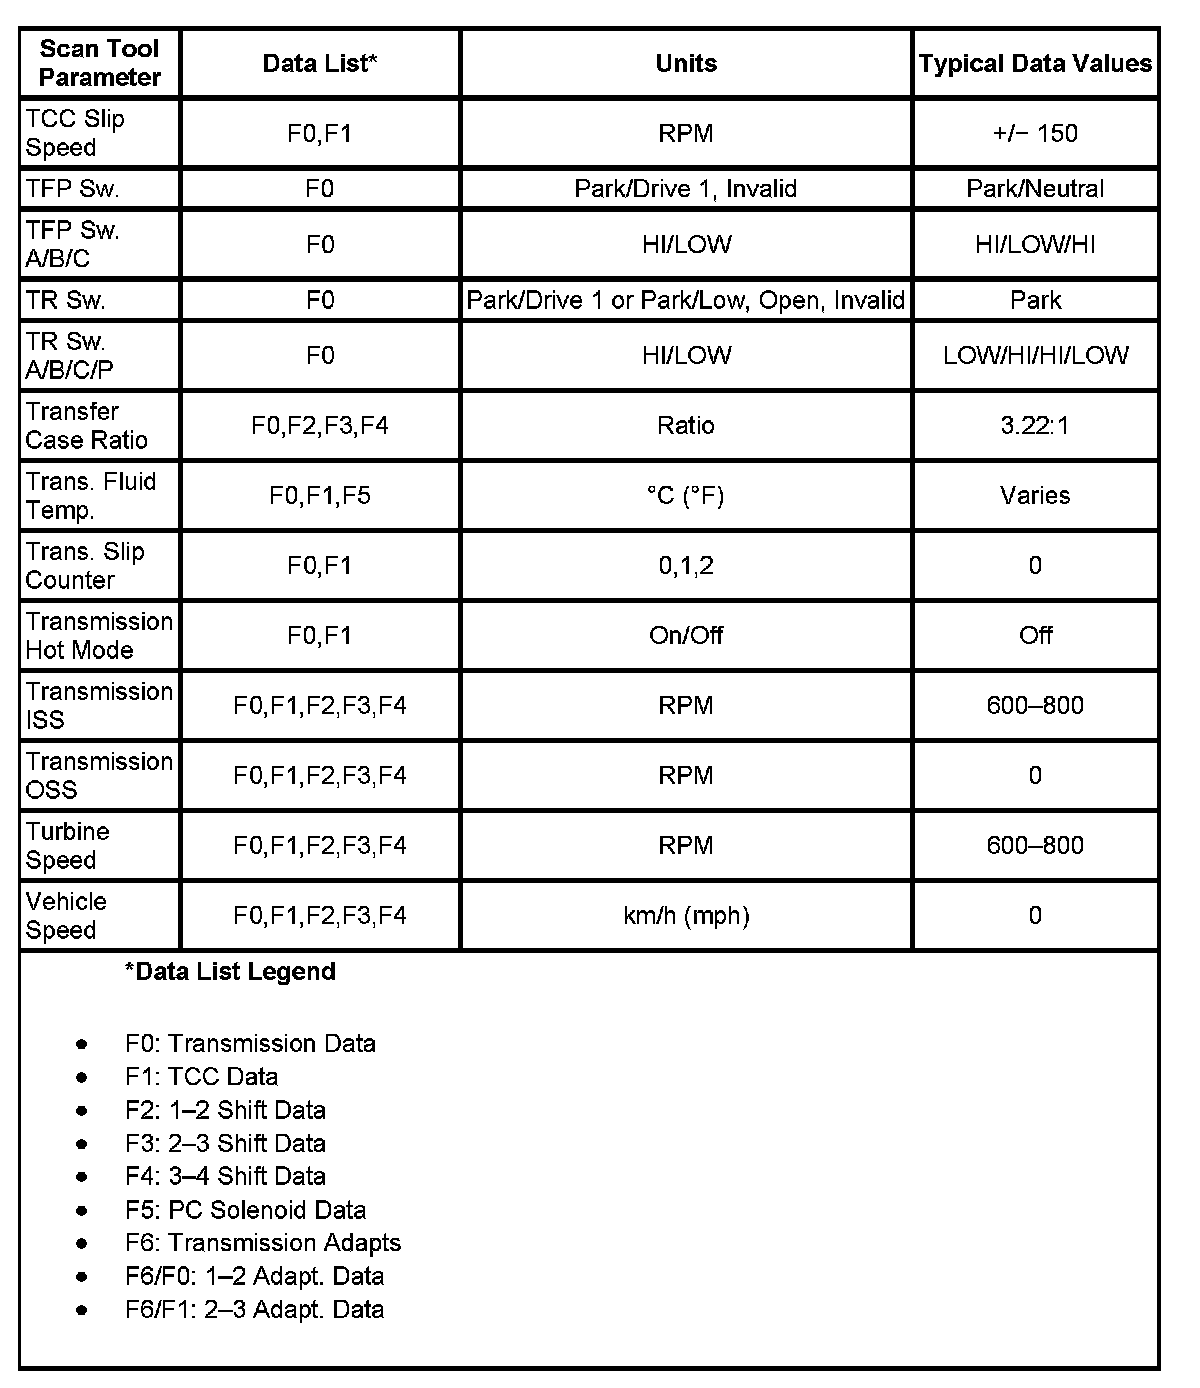 Scan Tool
Parameter
Data List*
Units
Typical Data Values
TCC Slip
Speed
F0,F1
RPM
+/− 150
TFP Sw.
F0
Park/Drive 1, Invalid
Park/Neutral
TFP Sw.
A/B/C
F0
HI/LOW
HI/LOW/HI
TR Sw.
F0
Park/Drive 1 or Park/Low, Open, Invalid
Park
TR Sw.
A/B/C/P
F0
HI/LOW
LOW/HI/HI/LOW
Transfer
Case Ratio
F0,F2,F3,F4
Ratio
3.22:1
Trans. Fluid
Temp.
F0,F1,F5
°C (°F)
Varies
Trans. Slip
Counter
F0,F1
0,1,2
0
Transmission
Hot Mode
F0,F1
On/Off
Off
Transmission
ISS
F0,F1,F2,F3,F4
RPM
600–800
Transmission
OSS
F0,F1,F2,F3,F4
RPM
0
Turbine
Speed
F0,F1,F2,F3,F4
RPM
600–800
Vehicle
Speed
F0,F1,F2,F3,F4
km/h (mph)
0
*Data List Legend
• F0: Transmission Data
• F1: TCC Data
• F2: 1–2 Shift Data
• F3: 2–3 Shift Data
• F4: 3–4 Shift Data
• F5: PC Solenoid Data
• F6: Transmission Adapts
• F6/F0: 1–2 Adapt. Data
• F6/F1: 2–3 Adapt. Data